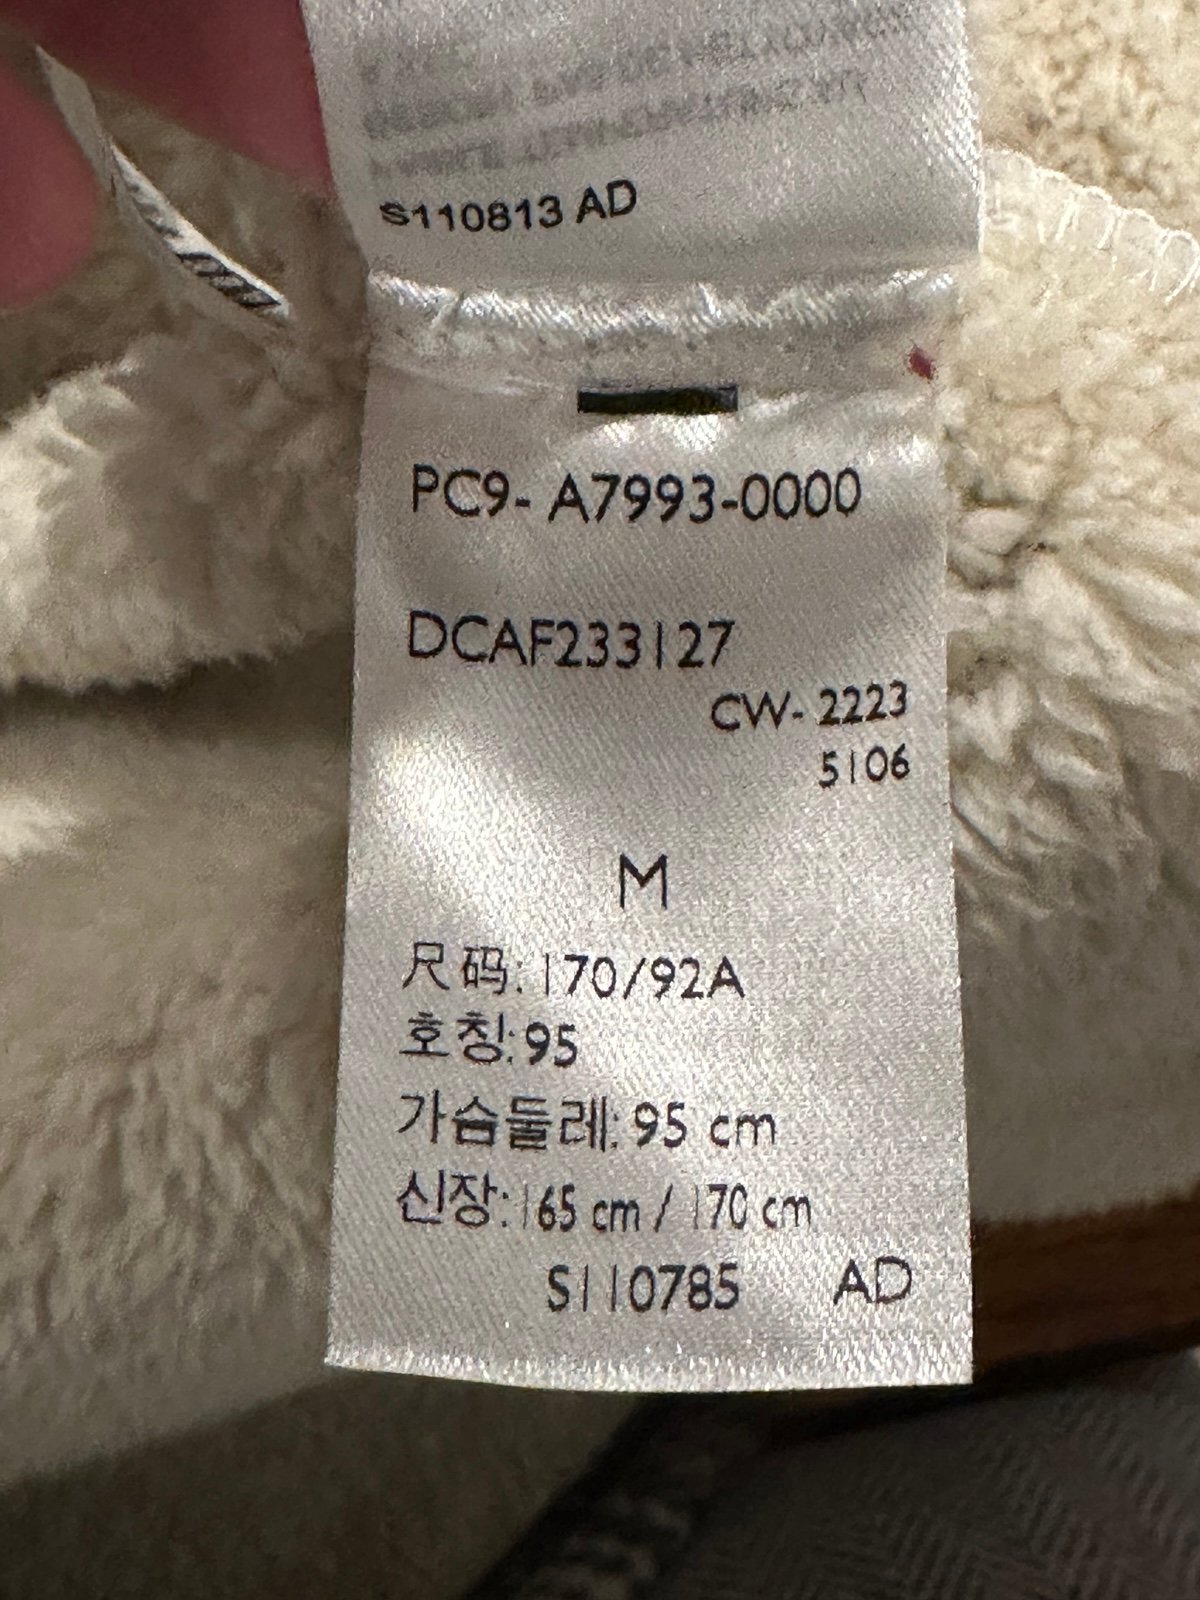 S110813 AD
PC9- A7993-0000
DCAF233127
CW- 2223
5106
M
尺码: 170/92A
호칭: 95
가슴둘레: 95 cm
신장: 165 cm / 170 cm
S110785 AD